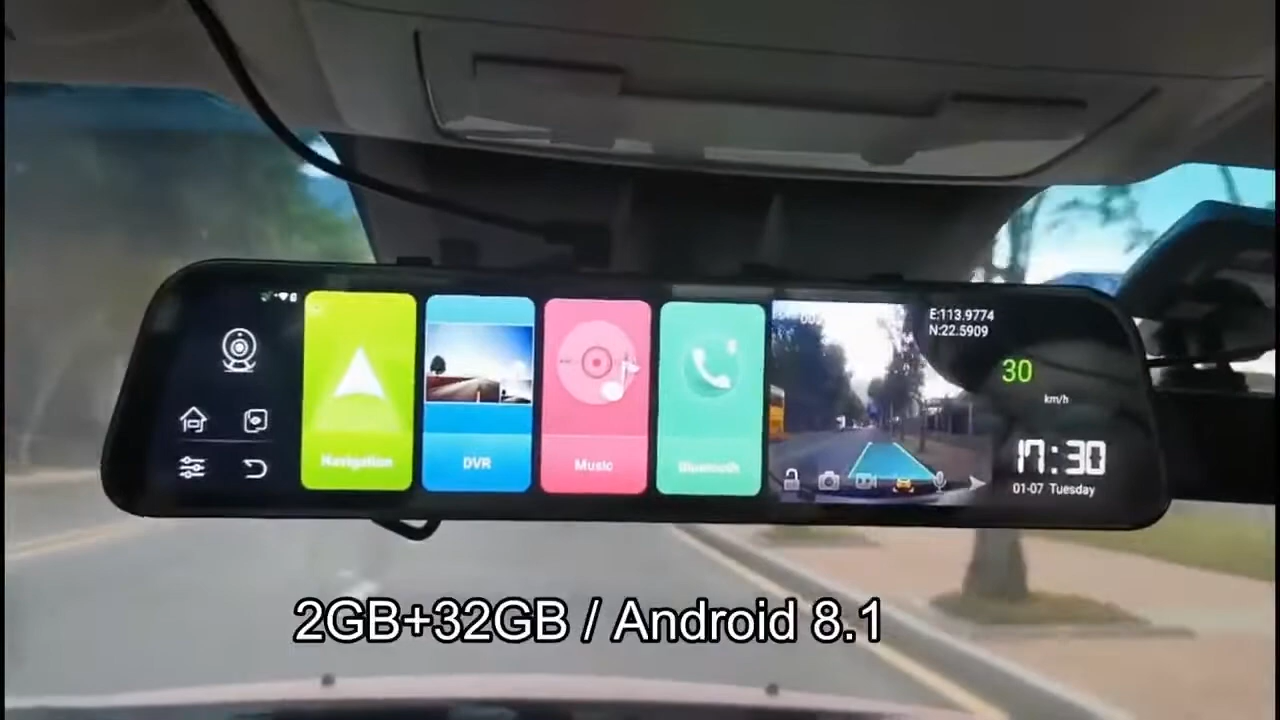 Navigation
DVR
Music
Bluetooth
E:113.9774
N:22.5909
30
km/h
17:30
01-07 Tuesday
2GB+32GB / Android 8.1